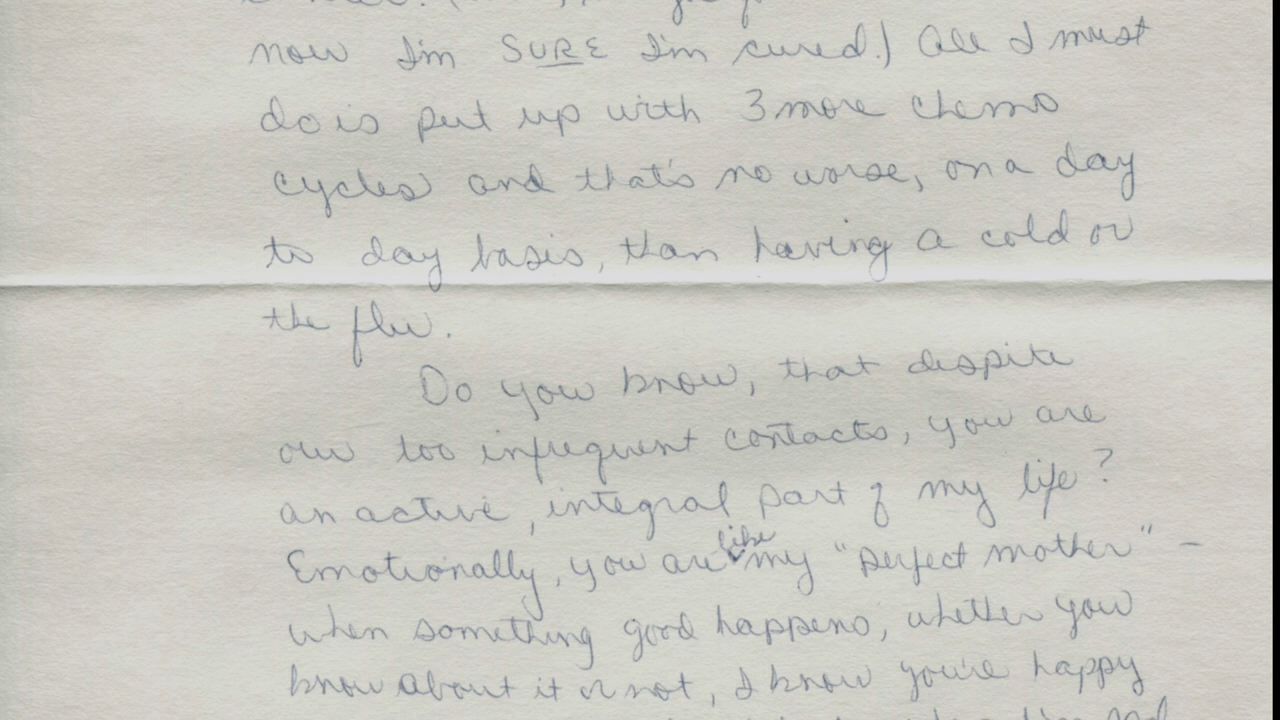 now I'm SURE I'm cured.) All I must
do is put up with 3 more chemo
cycles and that's no worse, on a day
to day basis, than having a cold or
the flu.
Do you know, that despite
our too infrequent contacts, you are
an active, integral part of my life?
Emotionally, you are like my "perfect mother" –
when something good happens, whether you
know about it or not, I know you're happy